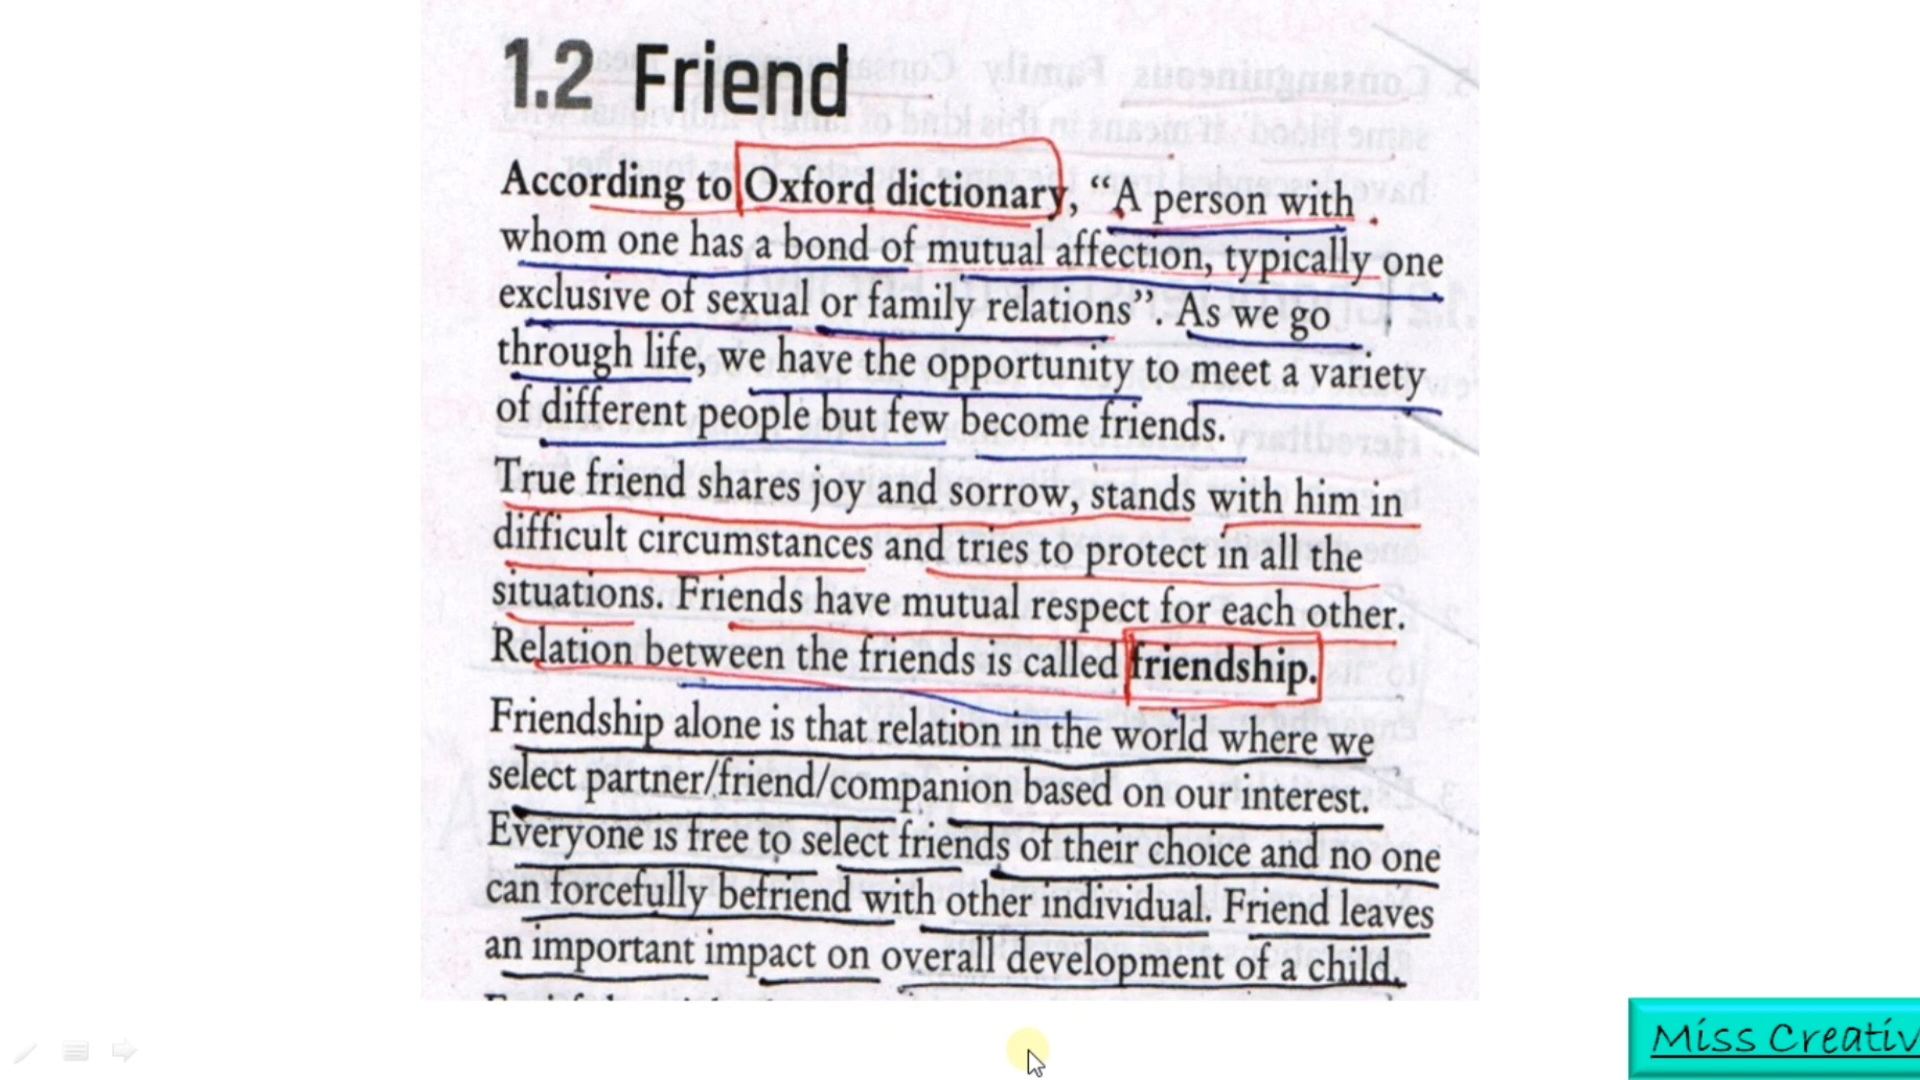 1.2 Friend
According to Oxford dictionary, “A person with
whom one has a bond of mutual affection, typically one
exclusive of sexual or family relations”. As we go
through life, we have the opportunity to meet a variety
of different people but few become friends.
True friend shares joy and sorrow, stands with him in
difficult circumstances and tries to protect in all the
situations. Friends have mutual respect for each other.
Relation between the friends is called friendship.
Friendship alone is that relation in the world where we
select partner/friend/companion based on our interest.
Everyone is free to select friends of their choice and no one
can forcefully befriend with other individual. Friend leaves
an important impact on overall development of a child.
Miss Creativ